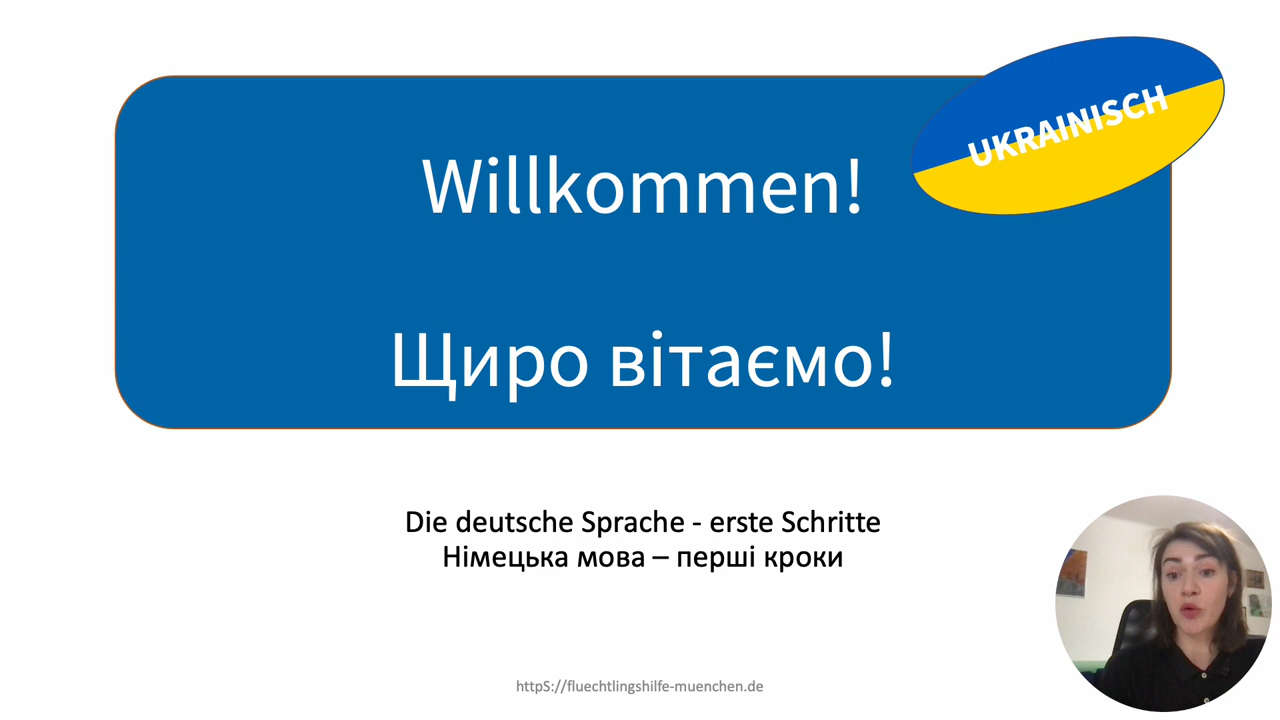 UKRAINISCH
Willkommen!
Щиро вітаємо!
Die deutsche Sprache - erste Schritte
Німецька мова – перші кроки
httpS://fluechtlingshilfe-muenchen.de